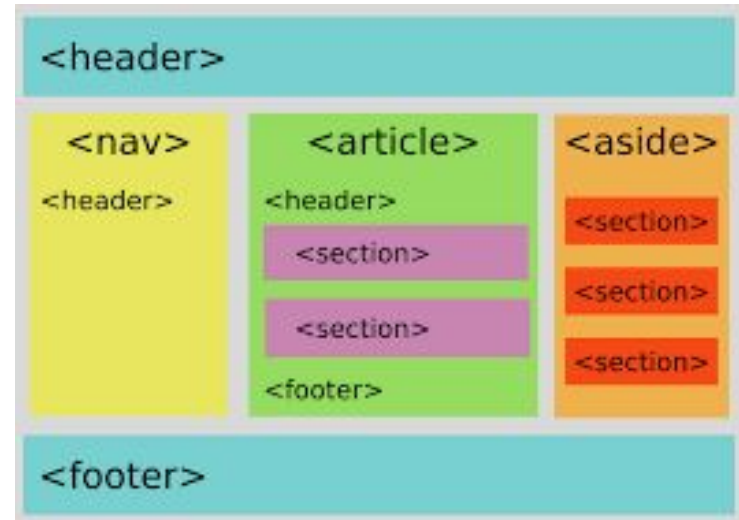 <header>
<nav>
<header>
<article>
<header>
<section>
<section>
<footer>
<aside>
<section>
<section>
<section>
<footer>